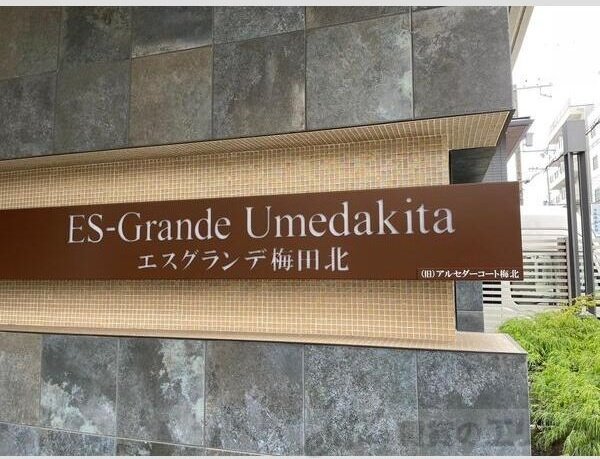 ES-Grande Umedakita
エスグランデ梅田北
(旧)アルセダーコート梅北